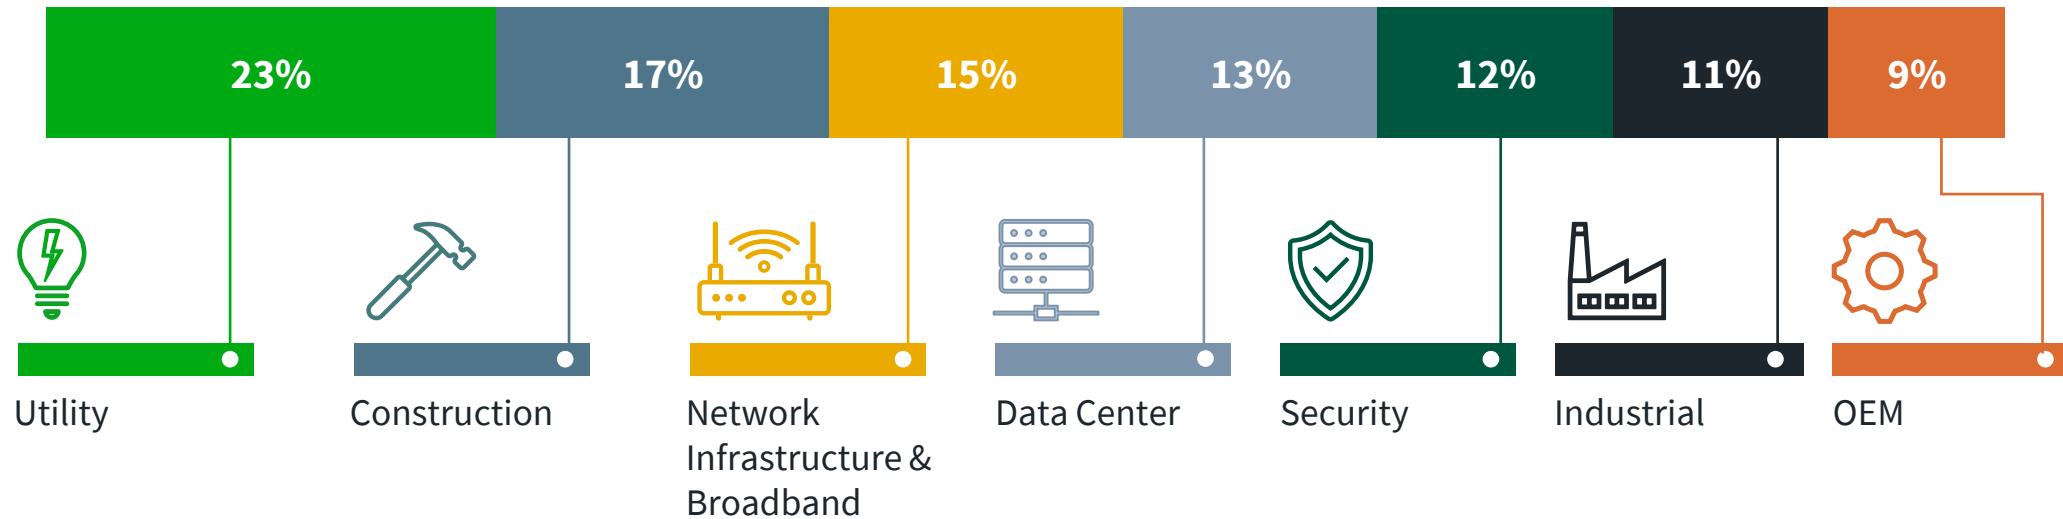 23%
17%
15%
13%
12%
11%
9%
Utility
Construction
Network
Infrastructure &
Broadband
Data Center
Security
Industrial
OEM